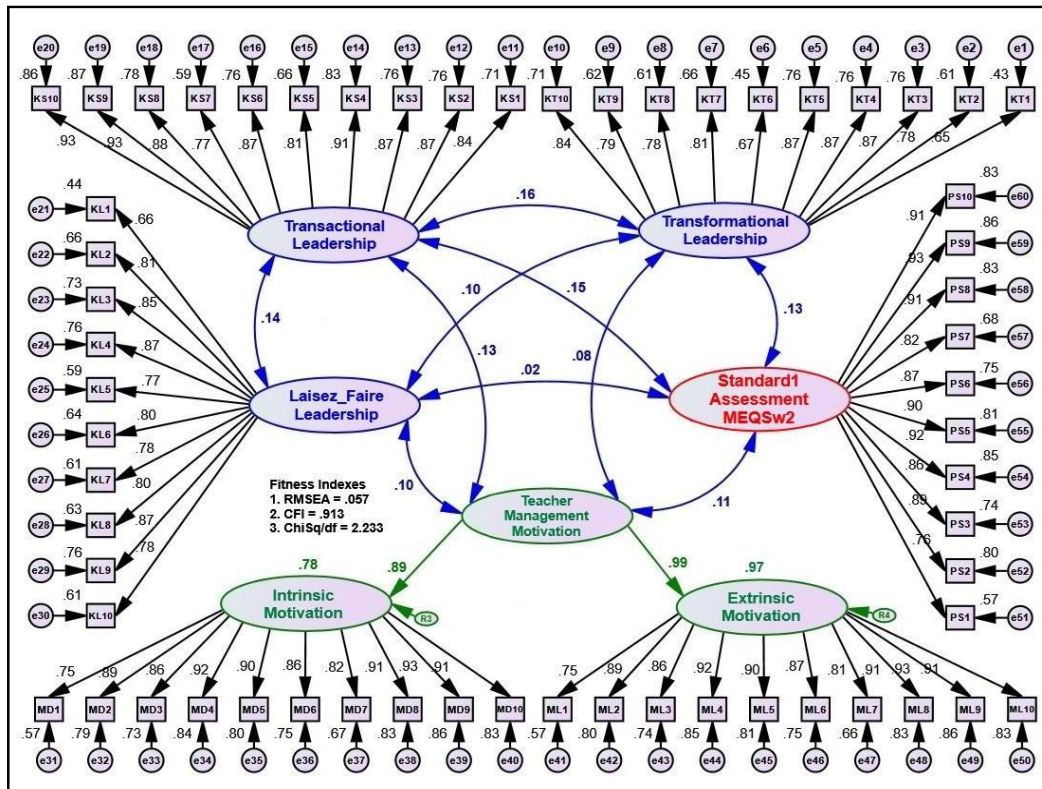 e20 e19 e18 e17 e16 e15 e14 e13 e12 e11 e10 e9 e8 e7 e6 e5 e4 e3 e2 e1
.86 .87 .78 .59 .76 .66 .83 .76 .76 .71 .71 .62 .61 .66 .45 .76 .76 .76 .61 .43
KS10 KS9 KS8 KS7 KS6 KS5 KS4 KS3 KS2 KS1 KT10 KT9 KT8 KT7 KT6 KT5 KT4 KT3 KT2 KT1
.93 .93 .88 .77 .87 .81 .91 .87 .87 .84 .84 .79 .78 .81 .67 .87 .87 .87 .78 .65
.44
e21 KL1
.66
.66
e22 KL2
.81
.73
e23 KL3
.85
.76
e24 KL4
.87
.59
e25 KL5
.77
.64
e26 KL6
.80
.61
e27 KL7
.78
.63
e28 KL8
.80
.76
e29 KL9
.87
.61
e30 KL10
.78
Transactional
Leadership
.16
Transformational
Leadership
.14
.10
.15
.13
.08
.13
.02
Laisez_Faire
Leadership
Standard1
Assessment
MEQSw2
.83
PS10 e60
.91
.86
PS9 e59
.93
.83
PS8 e58
.91
.68
PS7 e57
.82
.75
PS6 e56
.87
.81
PS5 e55
.90
.85
PS4 e54
.92
.74
PS3 e53
.86
.80
PS2 e52
.89
.57
PS1 e51
.76
Fitness Indexes
1. RMSEA = .057
2. CFI = .913
3. ChiSq/df = 2.233
.10
.11
Teacher
Management
Motivation
.78
.89
.99
.97
Intrinsic
Motivation
R3
Extrinsic
Motivation
R4
.75 .89 .86 .92 .90 .86 .82 .91 .93 .91 .75 .89 .86 .92 .90 .87 .81 .91 .93 .91
MD1 MD2 MD3 MD4 MD5 MD6 MD7 MD8 MD9 MD10 ML1 ML2 ML3 ML4 ML5 ML6 ML7 ML8 ML9 ML10
.57 .79 .73 .84 .80 .75 .67 .83 .86 .83 .57 .80 .74 .85 .81 .75 .66 .83 .86 .83
e31 e32 e33 e34 e35 e36 e37 e38 e39 e40 e41 e42 e43 e44 e45 e46 e47 e48 e49 e50